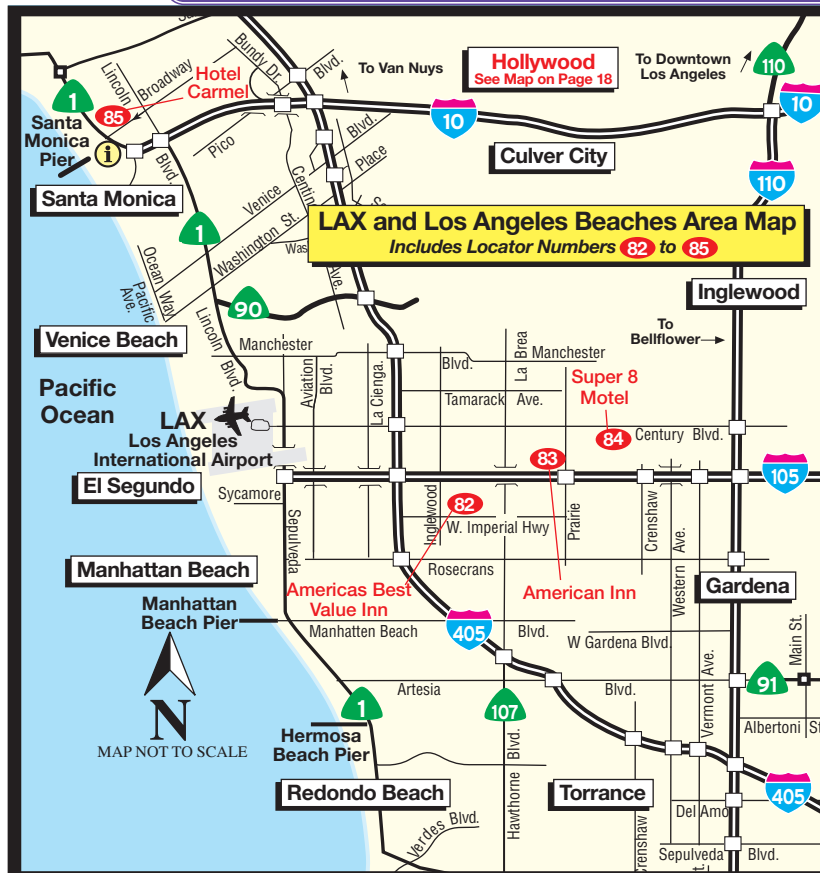 Bundy Dr.
Blvd.
To Van Nuys
Hollywood
See Map on Page 18
To Downtown
Los Angeles
110
10
Lincoln
Blvd.
Broadway
Hotel
Carmel
1
85
Santa
Monica
Pier
i
Pico
Blvd.
10
Culver City
110
Santa Monica
Venice
Place
Washington St.
LAX and Los Angeles Beaches Area Map
Includes Locator Numbers 82 to 85
1
Ave.
Ocean Way
Pacific
Ave.
90
Inglewood
Venice Beach
Lincoln Blvd.
To
Bellflower
Manchester
Blvd.
Manchester
La Brea
Aviation
Blvd.
La Cienga.
Tamarack Ave.
Super 8
Motel
Pacific
Ocean
LAX
Los Angeles
International Airport
84
Century Blvd.
83
105
El Segundo
Sycamore
82
Inglewood
W. Imperial Hwy
Prairie
Crenshaw
Western Ave.
Sepulveda
Rosecrans
Manhattan Beach
Americas Best
Value Inn
American Inn
Gardena
Manhattan
Beach Pier
Manhatten Beach
405
Blvd.
W Gardena Blvd.
Main St.
N
MAP NOT TO SCALE
Artesia
Blvd.
Vermont Ave.
91
1
107
Albertoni St
Hermosa
Beach Pier
Hawthorne Blvd.
Redondo Beach
Torrance
405
Del Amo
Verdes Blvd.
Crenshaw
Sepulveda Blvd.